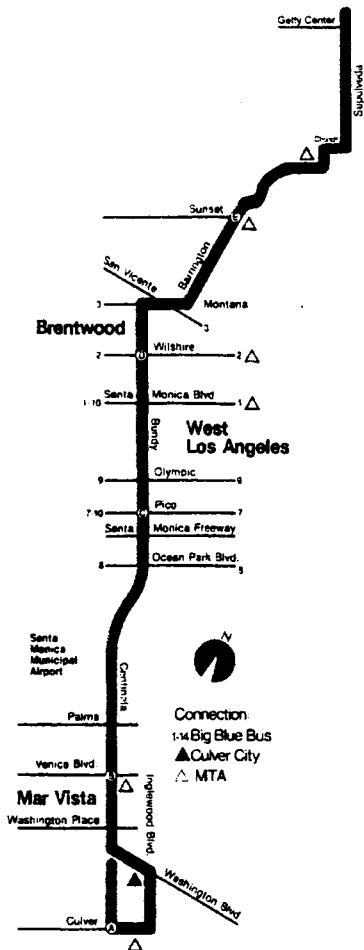 Getty Center
Sepulveda
Sunset
E
Barrington
San Vicente
3
Montana
3
Brentwood
2
D
Wilshire
2
1-10
Santa Monica Blvd
1
Bundy
West
Los Angeles
9
Olympic
9
7,10
C
Pico
7
Santa Monica Freeway
8
Ocean Park Blvd.
8
Santa
Monica
Municipal
Airport
N
Centinela
Palms
Connection:
1-14 Big Blue Bus
Culver City
MTA
Venice Blvd.
B
Mar Vista
Inglewood Blvd.
Washington Place
Washington Blvd
Culver
A